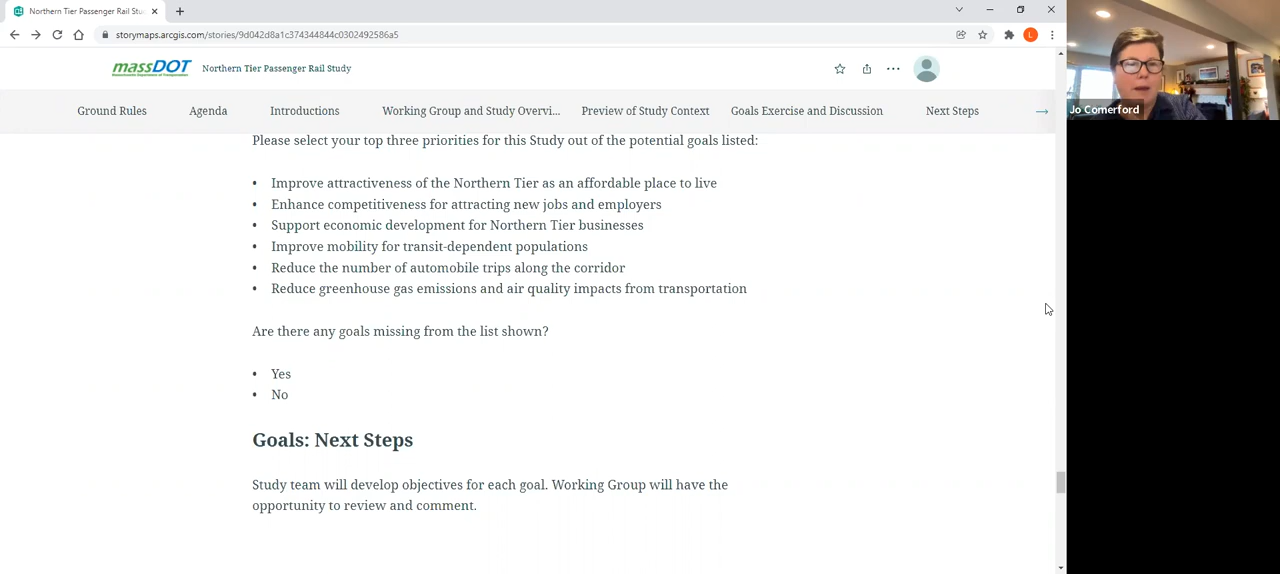 Northern Tier Passenger Rail Stu
storymaps.arcgis.com/stories/9d042d8a1c374344844c0302492586a5
L
massDOT
Northern Tier Passenger Rail Study
Ground Rules
Agenda
Introductions
Working Group and Study Overvi...
Preview of Study Context
Goals Exercise and Discussion
Next Steps
Jo Comerford
Please select your top three priorities for this Study out of the potential goals listed:
• Improve attractiveness of the Northern Tier as an affordable place to live
• Enhance competitiveness for attracting new jobs and employers
• Support economic development for Northern Tier businesses
• Improve mobility for transit-dependent populations
• Reduce the number of automobile trips along the corridor
• Reduce greenhouse gas emissions and air quality impacts from transportation
Are there any goals missing from the list shown?
• Yes
• No
Goals: Next Steps
Study team will develop objectives for each goal. Working Group will have the
opportunity to review and comment.